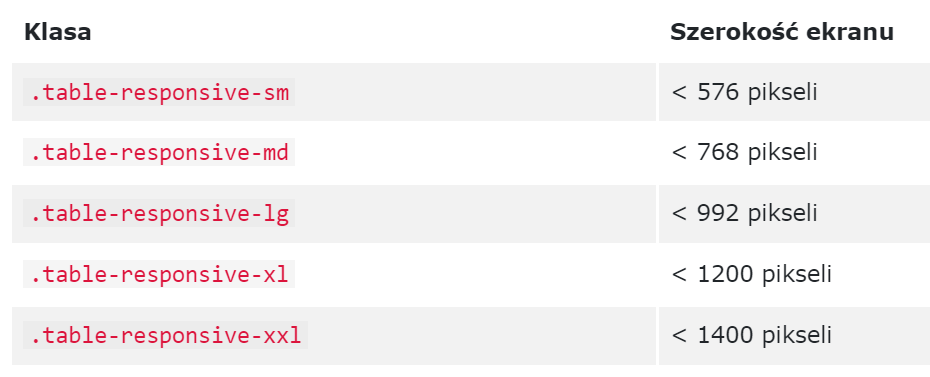 Klasa Szerokość ekranu
.table-responsive-sm < 576 pikseli
.table-responsive-md < 768 pikseli
.table-responsive-lg < 992 pikseli
.table-responsive-xl < 1200 pikseli
.table-responsive-xxl < 1400 pikseli